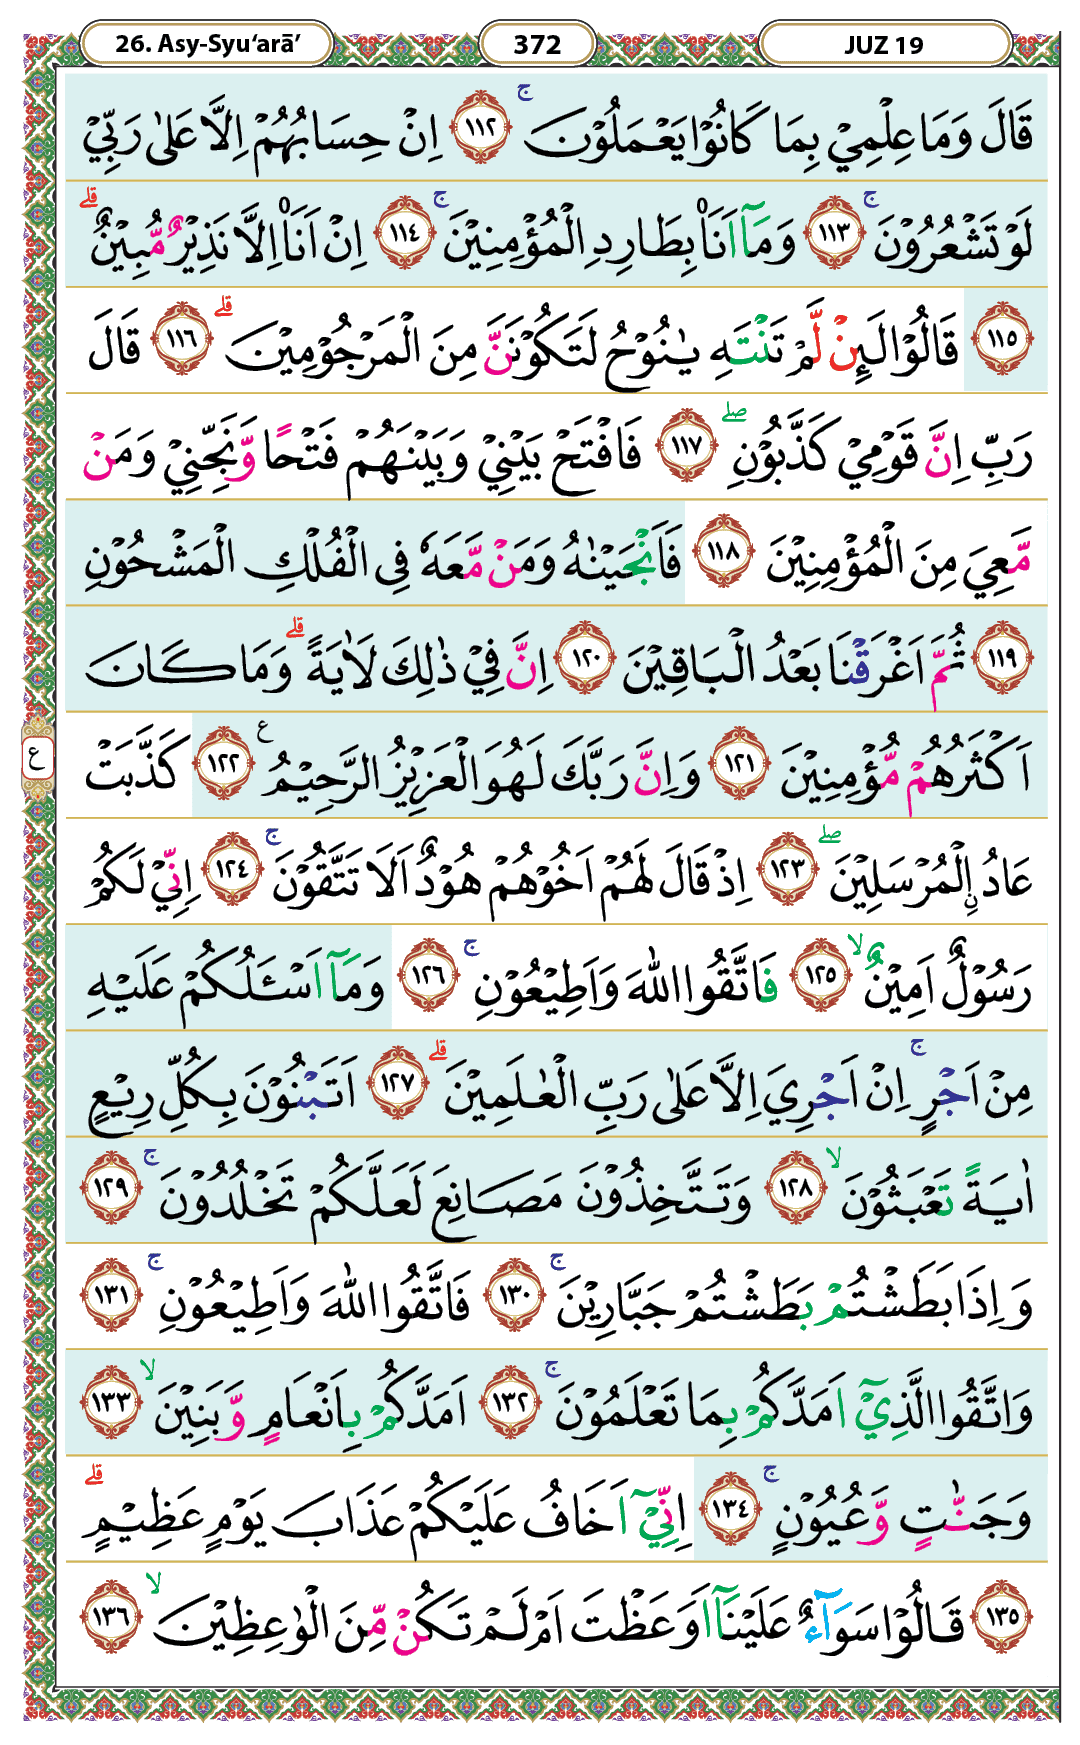 26. Asy-Syu‘arā’ 372 JUZ 19
قَالَ وَمَا عِلْمِيْ بِمَا كَانُوْا يَعْمَلُوْنَ ۚ ١١٢ اِنْ حِسَابُهُمْ اِلَّا عَلٰى رَبِّيْ
لَوْ تَشْعُرُوْنَ ۚ ١١٣ وَمَآ اَنَا۠ بِطَارِدِ الْمُؤْمِنِيْنَ ۚ ١١٤ اِنْ اَنَا۠ اِلَّا نَذِيْرٌ مُّبِيْنٌ ۗ
١١٥ قَالُوْا لَىِٕنْ لَّمْ تَنْتَهِ يٰنُوْحُ لَتَكُوْنَنَّ مِنَ الْمَرْجُوْمِيْنَ ۗ ١١٦ قَالَ
رَبِّ اِنَّ قَوْمِيْ كَذَّبُوْنِ ۖ ١١٧ فَافْتَحْ بَيْنِيْ وَبَيْنَهُمْ فَتْحًا وَّنَجِّنِيْ وَمَنْ
مَّعِيَ مِنَ الْمُؤْمِنِيْنَ ١١٨ فَاَنْجَيْنٰهُ وَمَنْ مَّعَهٗ فِى الْفُلْكِ الْمَشْحُوْنِ
١١٩ ثُمَّ اَغْرَقْنَا بَعْدُ الْبَاقِيْنَ ١٢٠ اِنَّ فِيْ ذٰلِكَ لَاٰيَةً ۗ وَمَا كَانَ
اَكْثَرُهُمْ مُّؤْمِنِيْنَ ١٢١ وَاِنَّ رَبَّكَ لَهُوَ الْعَزِيْزُ الرَّحِيْمُ ࣖ ١٢٢ كَذَّبَتْ
ع
عَادُ ِۨالْمُرْسَلِيْنَ ۖ ١٢٣ اِذْ قَالَ لَهُمْ اَخُوْهُمْ هُوْدٌ اَلَا تَتَّقُوْنَ ۚ ١٢٤ اِنِّيْ لَكُمْ
رَسُوْلٌ اَمِيْنٌ ۙ ١٢٥ فَاتَّقُوا اللّٰهَ وَاَطِيْعُوْنِ ۚ ١٢٦ وَمَآ اَسْـَٔلُكُمْ عَلَيْهِ
مِنْ اَجْرٍ ۚ اِنْ اَجْرِيَ اِلَّا عَلٰى رَبِّ الْعٰلَمِيْنَ ۗ ١٢٧ اَتَبْنُوْنَ بِكُلِّ رِيْعٍ
اٰيَةً تَعْبَثُوْنَ ۙ ١٢٨ وَتَتَّخِذُوْنَ مَصَانِعَ لَعَلَّكُمْ تَخْلُدُوْنَ ۚ ١٢٩
وَاِذَا بَطَشْتُمْ بَطَشْتُمْ جَبَّارِيْنَ ۚ ١٣٠ فَاتَّقُوا اللّٰهَ وَاَطِيْعُوْنِ ۚ ١٣١
وَاتَّقُوا الَّذِيْٓ اَمَدَّكُمْ بِمَا تَعْلَمُوْنَ ۚ ١٣٢ اَمَدَّكُمْ بِاَنْعَامٍ وَّبَنِيْنَ ۙ ١٣٣
وَجَنّٰتٍ وَّعُيُوْنٍ ۚ ١٣٤ اِنِّيْٓ اَخَافُ عَلَيْكُمْ عَذَابَ يَوْمٍ عَظِيْمٍ ۗ
١٣٥ قَالُوْا سَوَاۤءٌ عَلَيْنَآ اَوَعَظْتَ اَمْ لَمْ تَكُنْ مِّنَ الْوٰعِظِيْنَ ۙ ١٣٦